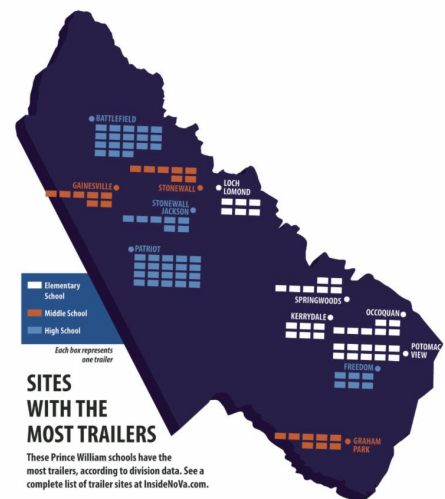 BATTLEFIELD
GAINESVILLE
STONEWALL
LOCH
LOMOND
STONEWALL
JACKSON
PATRIOT
Elementary
School
Middle School
High School
Each box represents
one trailer
SPRINGWOODS
KERRYDALE
OCCOQUAN
POTOMAC
VIEW
FREEDOM
GRAHAM
PARK
SITES
WITH THE
MOST TRAILERS
These Prince William schools have the
most trailers, according to division data. See a
complete list of trailer sites at InsideNoVa.com.